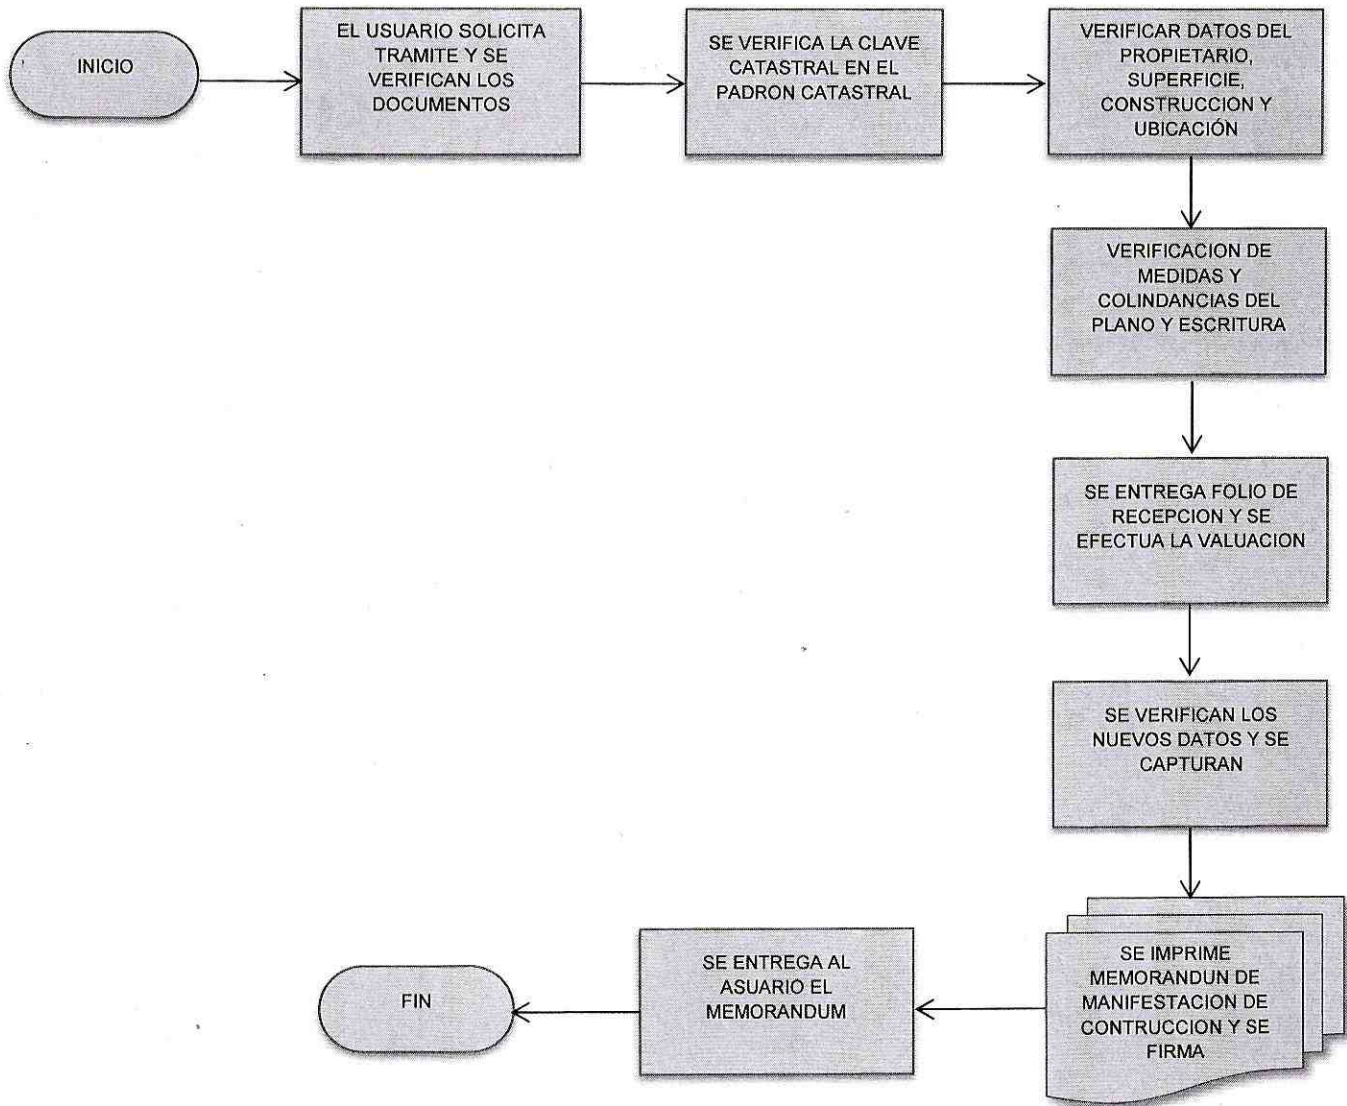 INICIO
EL USUARIO SOLICITA
TRAMITE Y SE
VERIFICAN LOS
DOCUMENTOS
SE VERIFICA LA CLAVE
CATASTRAL EN EL
PADRON CATASTRAL
VERIFICAR DATOS DEL
PROPIETARIO,
SUPERFICIE,
CONSTRUCCION Y
UBICACIÓN
VERIFICACION DE
MEDIDAS Y
COLINDANCIAS DEL
PLANO Y ESCRITURA
SE ENTREGA FOLIO DE
RECEPCION Y SE
EFECTUA LA VALUACION
SE VERIFICAN LOS
NUEVOS DATOS Y SE
CAPTURAN
SE IMPRIME
MEMORANDUN DE
MANIFESTACION DE
CONTRUCCION Y SE
FIRMA
SE ENTREGA AL
ASUARIO EL
MEMORANDUM
FIN